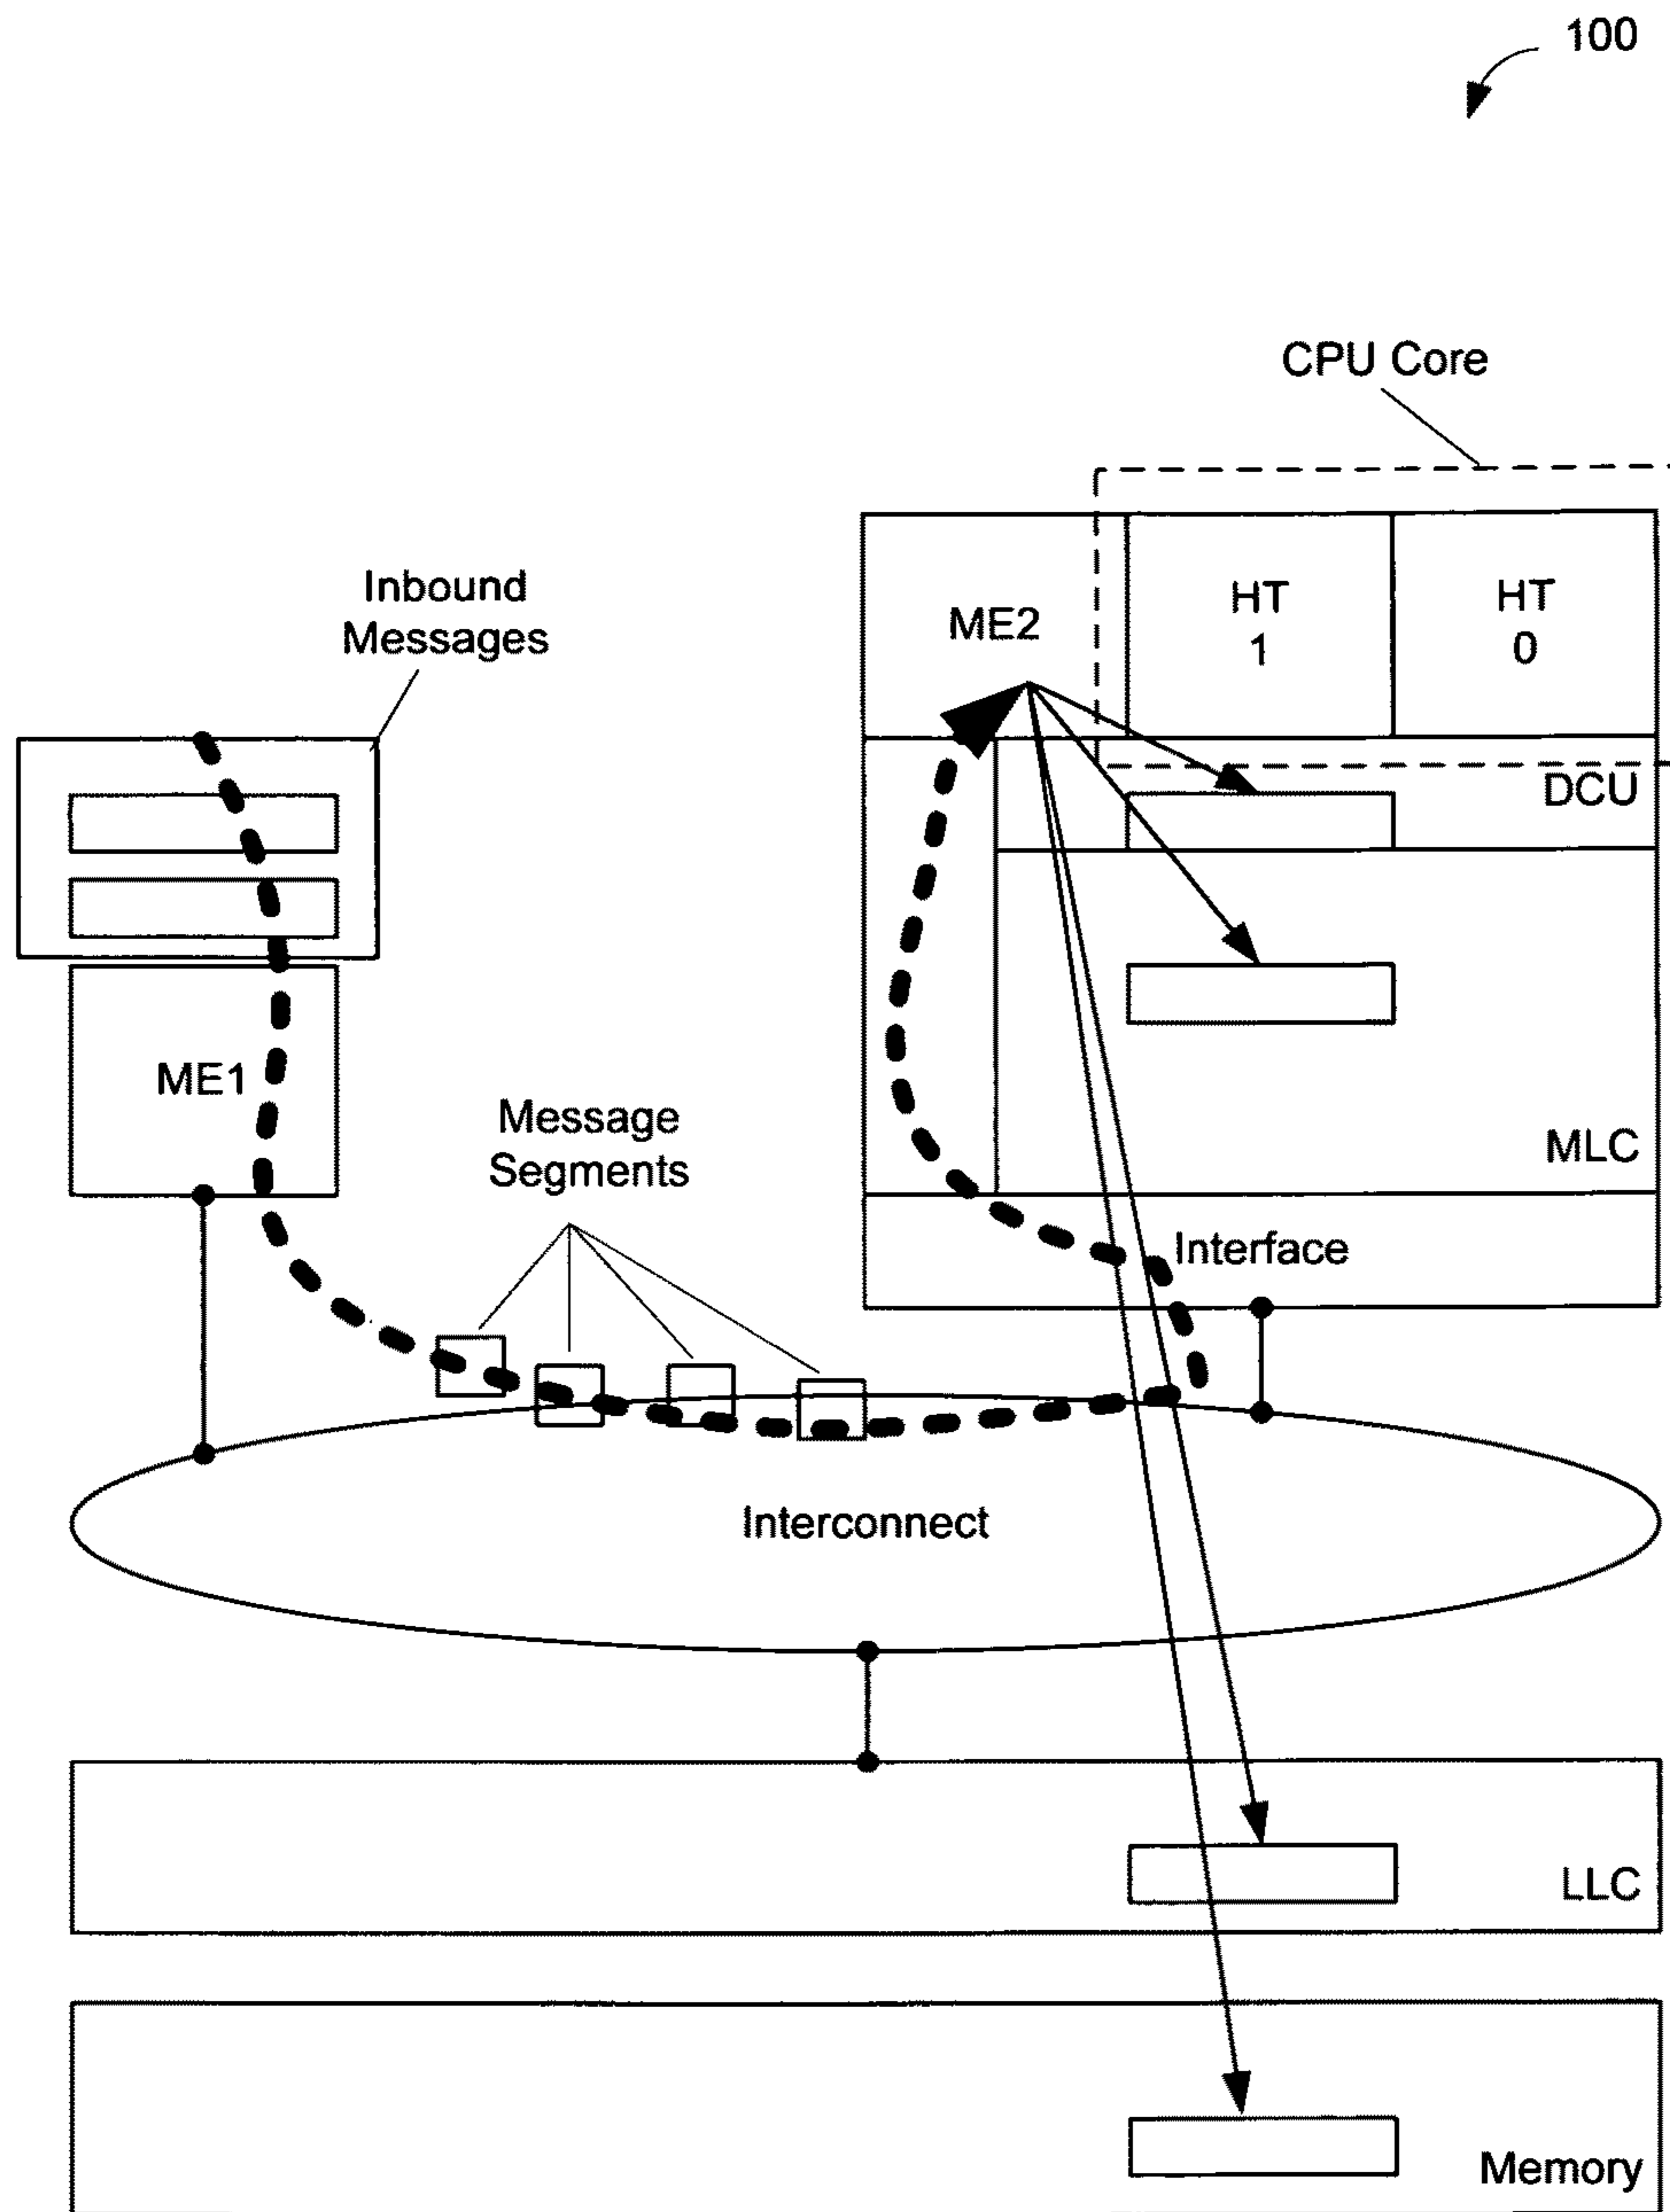 100
CPU Core
Inbound
Messages
ME2
HT
1
HT
0
DCU
ME1
Message
Segments
MLC
Interface
Interconnect
LLC
Memory